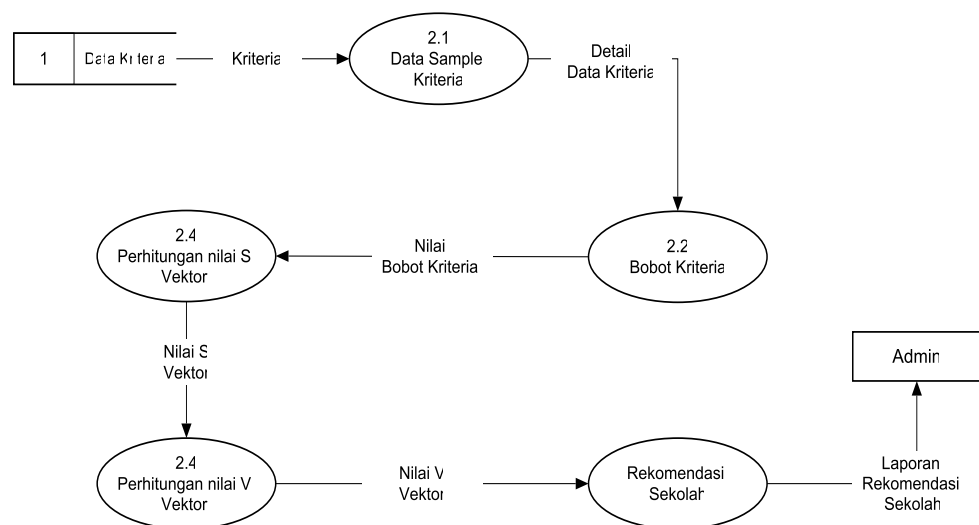 1
Data Kriteria
Kriteria
2.1
Data Sample
Kriteria
Detail
Data Kriteria
2.4
Perhitungan nilai S
Vektor
Nilai
Bobot Kriteria
2.2
Bobot Kriteria
Nilai S
Vektor
Admin
2.4
Perhitungan nilai V
Vektor
Nilai V
Vektor
Rekomendasi
Sekolah
Laporan
Rekomendasi
Sekolah